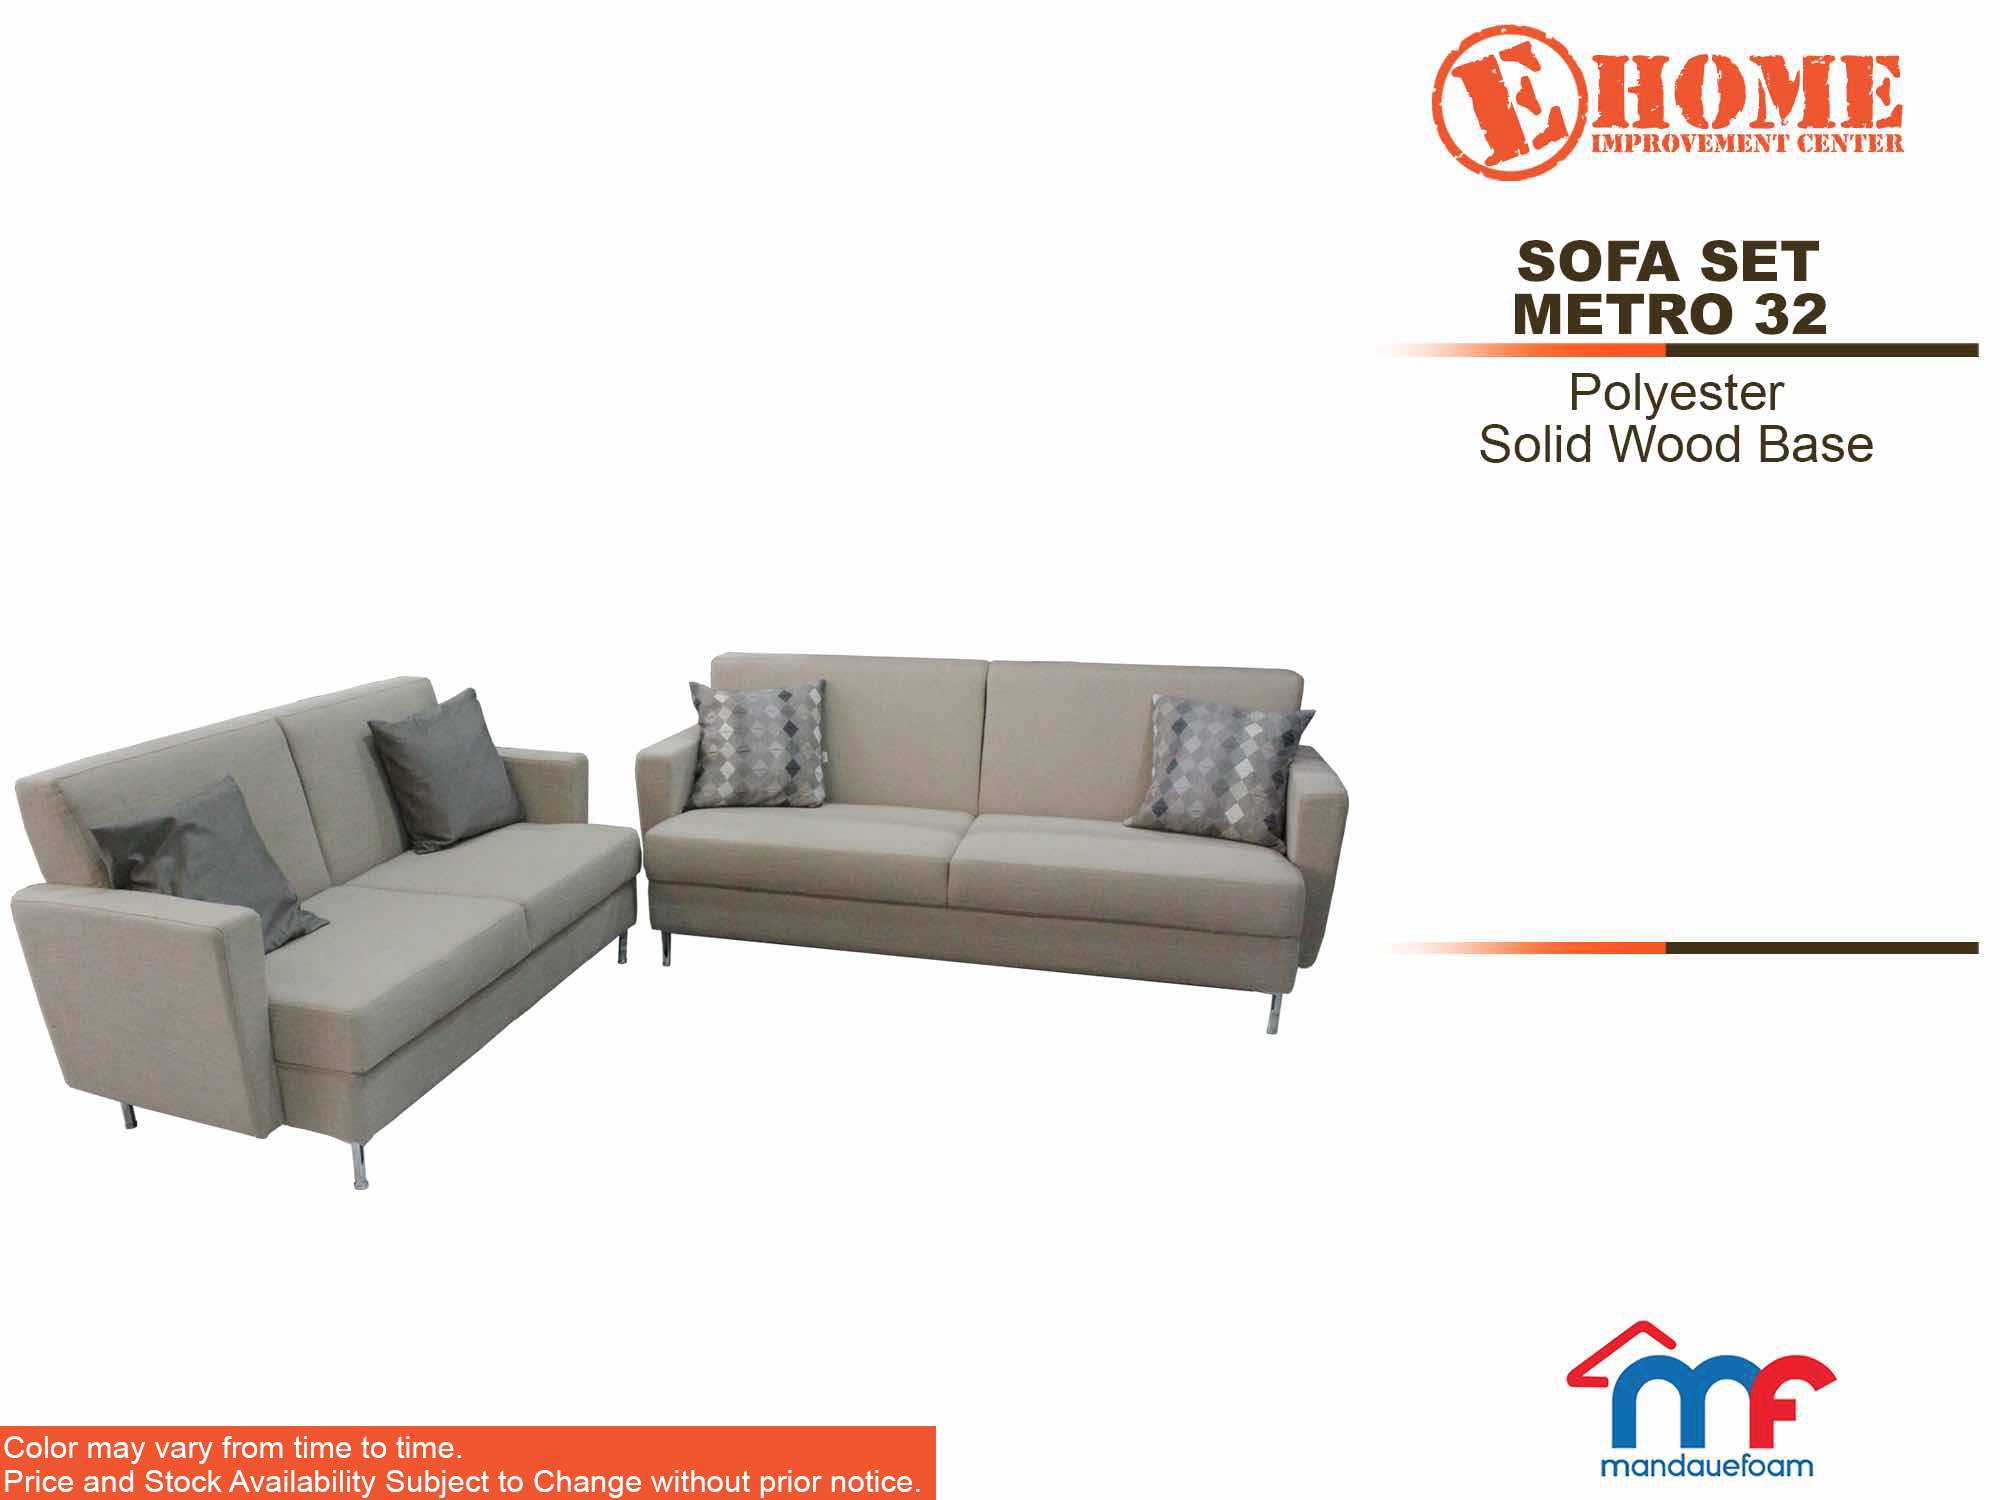 EHOME
IMPROVEMENT CENTER
SOFA SET
METRO 32
Polyester
Solid Wood Base
mf
mandauefoam
Color may vary from time to time.
Price and Stock Availability Subject to Change without prior notice.